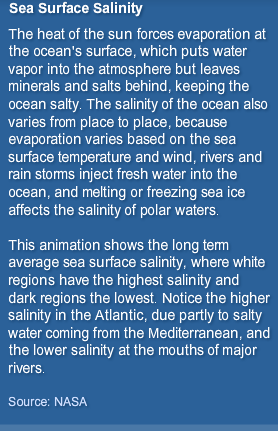 Sea Surface Salinity
The heat of the sun forces evaporation at
the ocean's surface, which puts water
vapor into the atmosphere but leaves
minerals and salts behind, keeping the
ocean salty. The salinity of the ocean also
varies from place to place, because
evaporation varies based on the sea
surface temperature and wind, rivers and
rain storms inject fresh water into the
ocean, and melting or freezing sea ice
affects the salinity of polar waters.
This animation shows the long term
average sea surface salinity, where white
regions have the highest salinity and
dark regions the lowest. Notice the higher
salinity in the Atlantic, due partly to salty
water coming from the Mediterranean, and
the lower salinity at the mouths of major
rivers.
Source: NASA